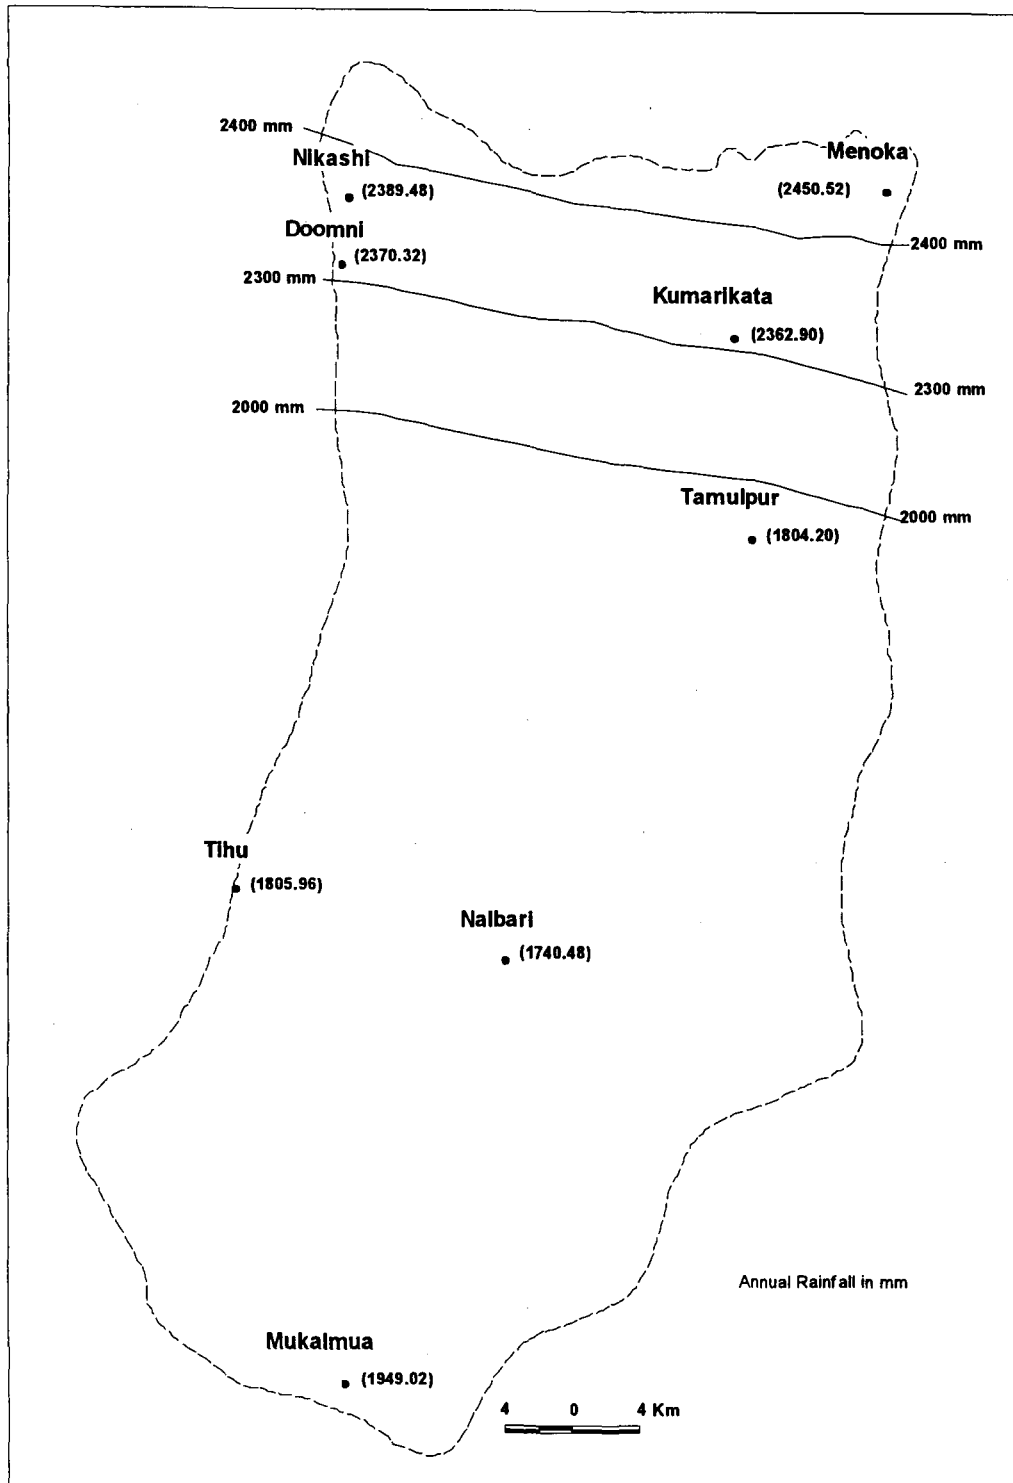 2400 mm
Nikashi
(2389.48)
Menoka
(2450.52)
Doomni
(2370.32)
2400 mm
2300 mm
Kumarikata
(2362.90)
2300 mm
2000 mm
Tamulpur
2000 mm
(1804.20)
Tihu
(1805.96)
Nalbari
(1740.48)
Annual Rainfall in mm
Mukalmua
(1949.02)
4 0 4 Km